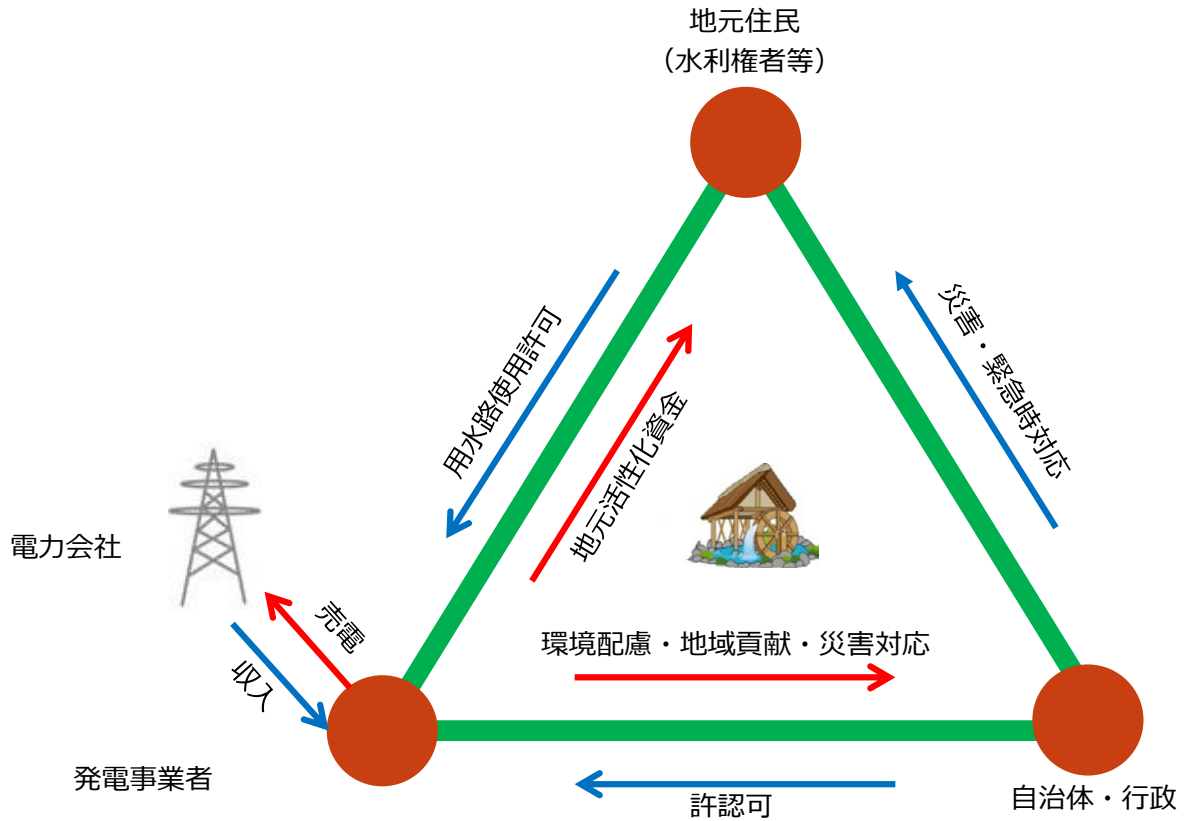 地元住民
（水利権者等）
用水路使用許可
地元活性化資金
災害・緊急時対応
電力会社
売電
収入
環境配慮・地域貢献・災害対応
発電事業者
許認可
自治体・行政